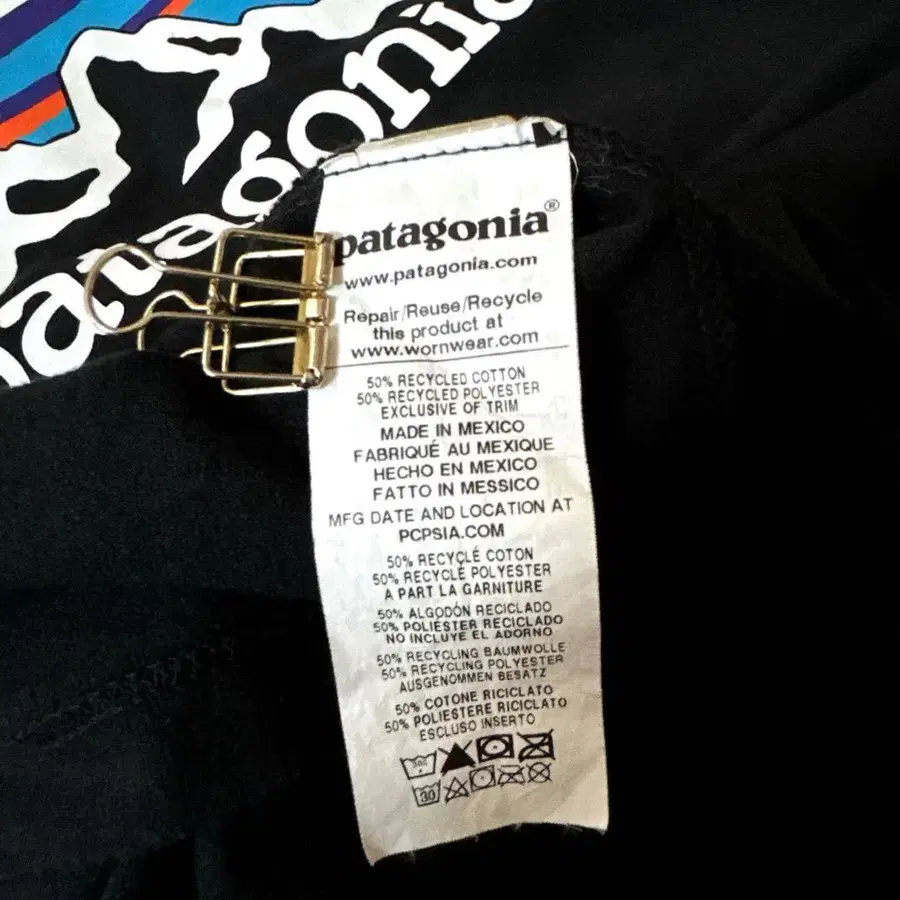 patagonia
patagonia®
www.patagonia.com
Repair/Reuse/Recycle
this product at
www.wornwear.com
50% RECYCLED COTTON
50% RECYCLED POLYESTER
EXCLUSIVE OF TRIM
MADE IN MEXICO
FABRIQUÉ AU MEXIQUE
HECHO EN MEXICO
FATTO IN MESSICO
MFG DATE AND LOCATION AT
PCPSIA.COM
50% RECYCLÉ COTON
50% RECYCLÉ POLYESTER
A PART LA GARNITURE
50% ALGODÓN RECICLADO
50% POLIÉSTER RECICLADO
NO INCLUYE EL ADORNO
50% RECYCLING BAUMWOLLE
50% RECYCLING POLYESTER
AUSGENOMMEN BESATZ
50% COTONE RICICLATO
50% POLIESTERE RICICLATO
ESCLUSO INSERTO
30